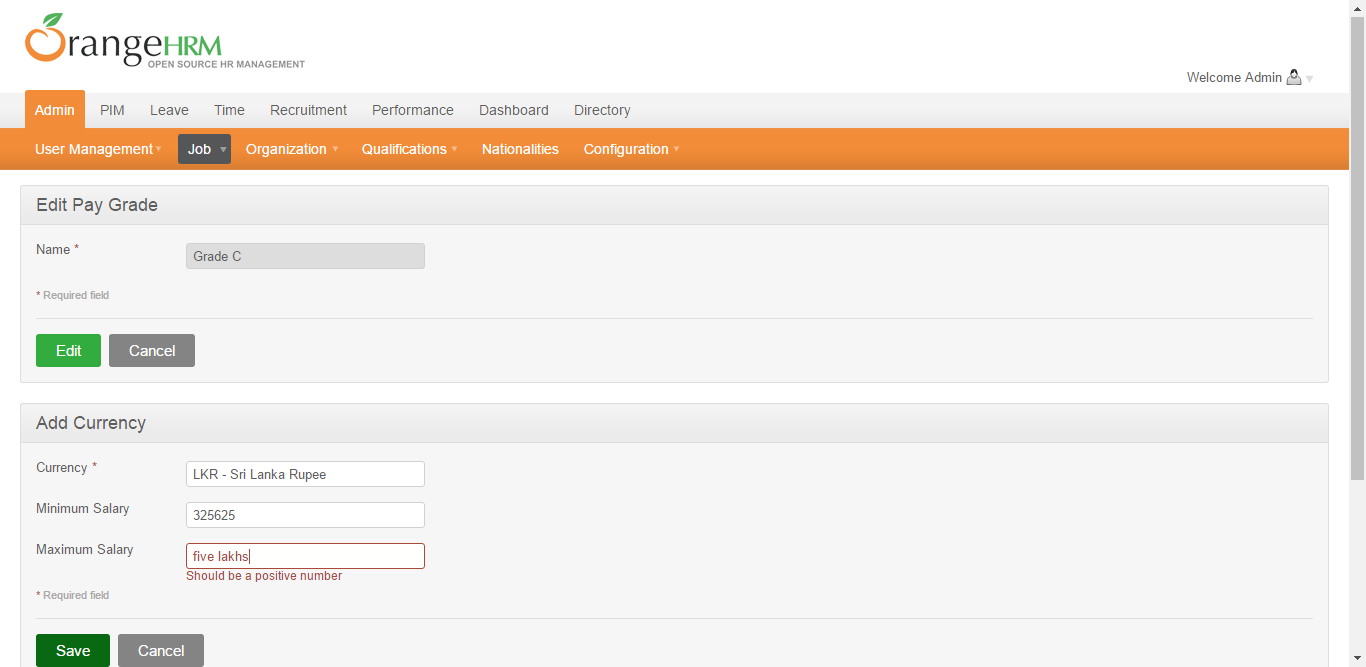 OrangeHRM
OPEN SOURCE HR MANAGEMENT
Welcome Admin
Admin PIM Leave Time Recruitment Performance Dashboard Directory
User Management Job Organization Qualifications Nationalities Configuration
Edit Pay Grade
Name * Grade C
* Required field
Edit Cancel
Add Currency
Currency * LKR - Sri Lanka Rupee
Minimum Salary 325625
Maximum Salary five lakhs
Should be a positive number
* Required field
Save Cancel